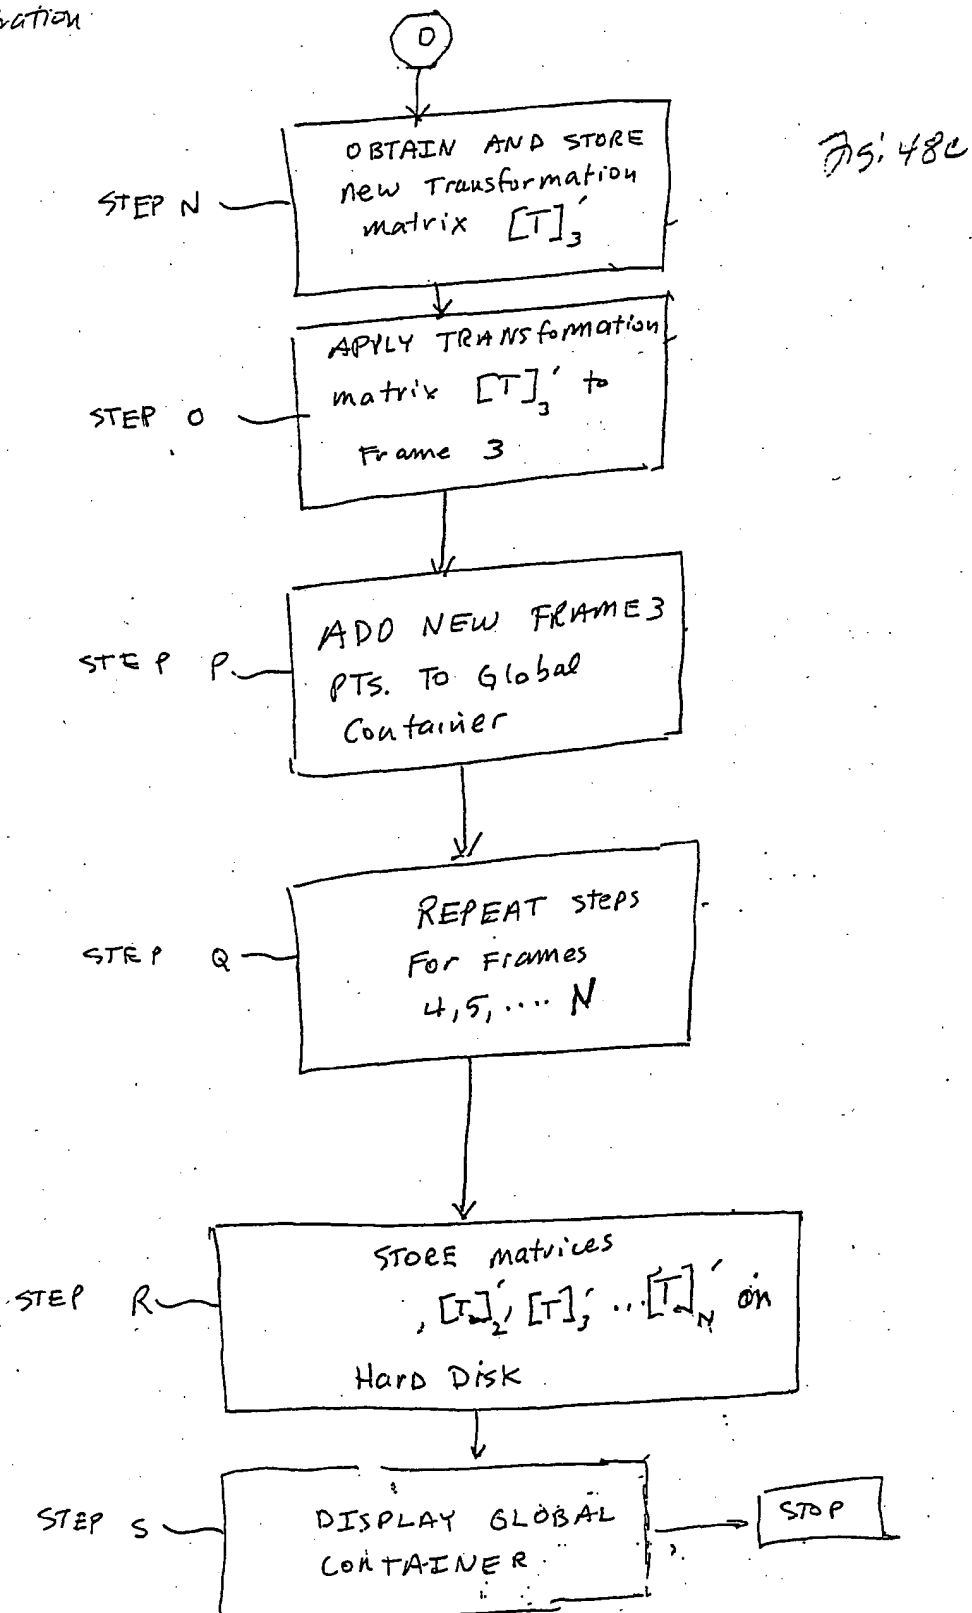 D
Fig. 48c
OBTAIN AND STORE
new Transformation
matrix [T]₃′
STEP N
APPLY TRANSformation
matrix [T]₃′ to
Frame 3
STEP O
ADD NEW FRAME 3
PTS. TO Global
Container
STEP P
REPEAT steps
For Frames
4,5,.... N
STEP Q
STORE matrices
, [T]₂′, [T]₃′ ...[T]N′ on
HarD Disk
STEP R
DISPLAY GLOBAL
CONTAINER
STEP S
STOP